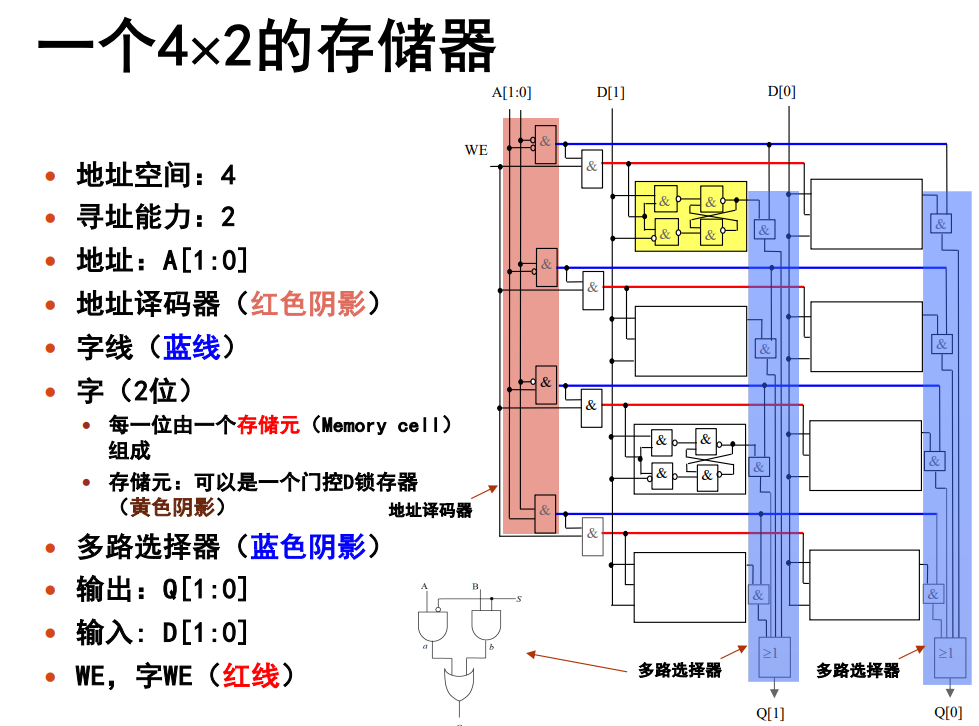 一个4×2的存储器
• 地址空间：4
• 寻址能力：2
• 地址：A[1:0]
• 地址译码器（红色阴影）
• 字线（蓝线）
• 字（2位）
• 每一位由一个存储元（Memory cell）
组成
• 存储元：可以是一个门控D锁存器
（黄色阴影）
• 多路选择器（蓝色阴影）
• 输出：Q[1:0]
• 输入: D[1:0]
• WE，字WE（红线）
A[1:0] D[1] D[0]
WE
&
&
& & & &
& &
&
&
& &
&
&
& & & &
& &
&
&
& &
地址译码器
A B
S
a b
≥1 ≥1
多路选择器 多路选择器
Q[1] Q[0]